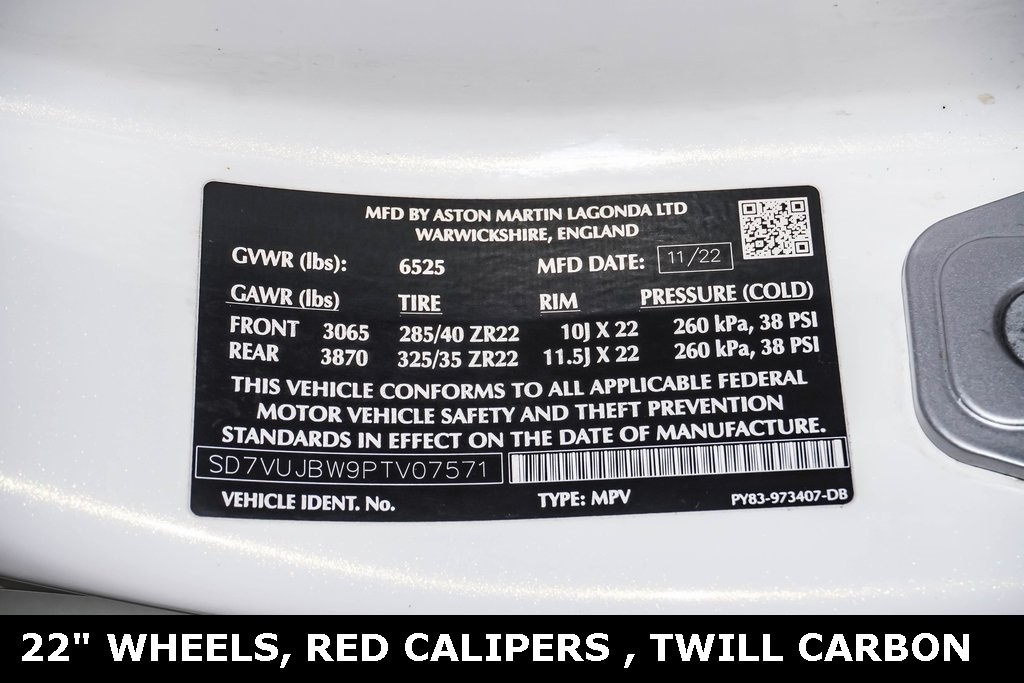 MFD BY ASTON MARTIN LAGONDA LTD
WARWICKSHIRE, ENGLAND
GVWR (lbs): 6525 MFD DATE: 11/22
GAWR (lbs) TIRE RIM PRESSURE (COLD)
FRONT 3065 285/40 ZR22 10J X 22 260 kPa, 38 PSI
REAR 3870 325/35 ZR22 11.5J X 22 260 kPa, 38 PSI
THIS VEHICLE CONFORMS TO ALL APPLICABLE FEDERAL
MOTOR VEHICLE SAFETY AND THEFT PREVENTION
STANDARDS IN EFFECT ON THE DATE OF MANUFACTURE.
SD7VUJBW9PTV07571
VEHICLE IDENT. No. TYPE: MPV PY83-973407-DB
22" WHEELS, RED CALIPERS , TWILL CARBON